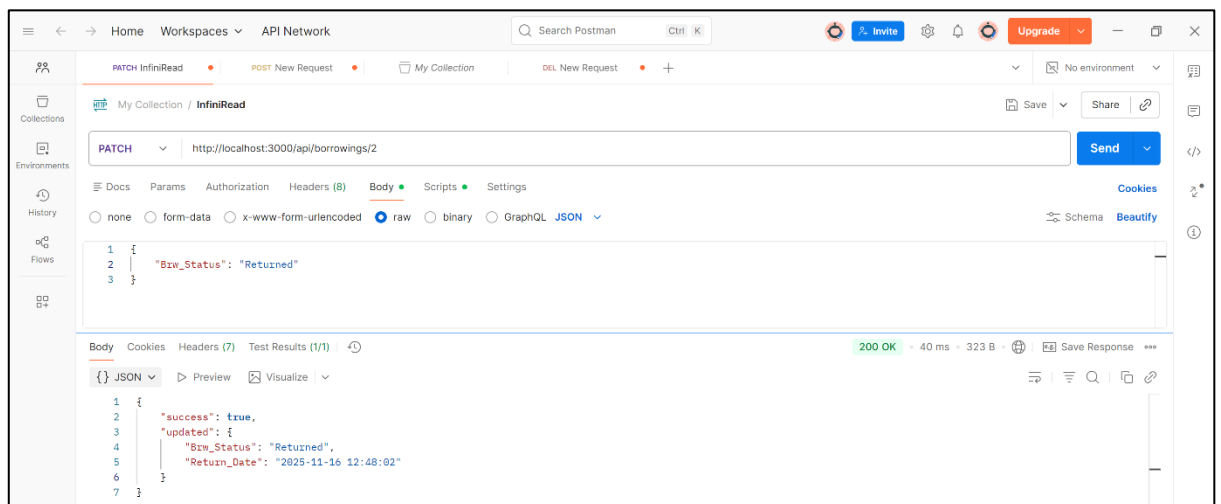 Home Workspaces API Network Search Postman Ctrl K Invite Upgrade
PATCH InfiniRead POST New Request My Collection DEL New Request No environment
Collections
Environments
History
Flows
HTTP My Collection / InfiniRead Save Share
PATCH http://localhost:3000/api/borrowings/2 Send
Docs Params Authorization Headers (8) Body Scripts Settings Cookies
none form-data x-www-form-urlencoded raw binary GraphQL JSON Schema Beautify
1 {
2 "Brw_Status": "Returned"
3 }
Body Cookies Headers (7) Test Results (1/1) 200 OK 40 ms 323 B Save Response
{} JSON Preview Visualize
1 {
2 "success": true,
3 "updated": {
4 "Brw_Status": "Returned",
5 "Return_Date": "2025-11-16 12:48:02"
6 }
7 }